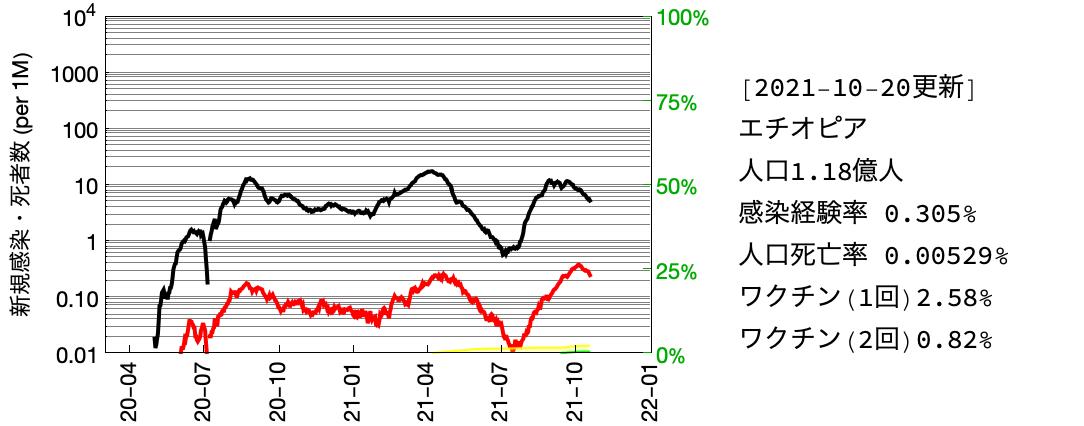 新規感染・死者数 (per 1M)
10^4
1000
100
10
1
0.10
0.01
100%
75%
50%
25%
0%
20-04
20-07
20-10
21-01
21-04
21-07
21-10
22-01
[2021-10-20更新]
エチオピア
人口1.18億人
感染経験率 0.305%
人口死亡率 0.00529%
ワクチン(1回)2.58%
ワクチン(2回)0.82%